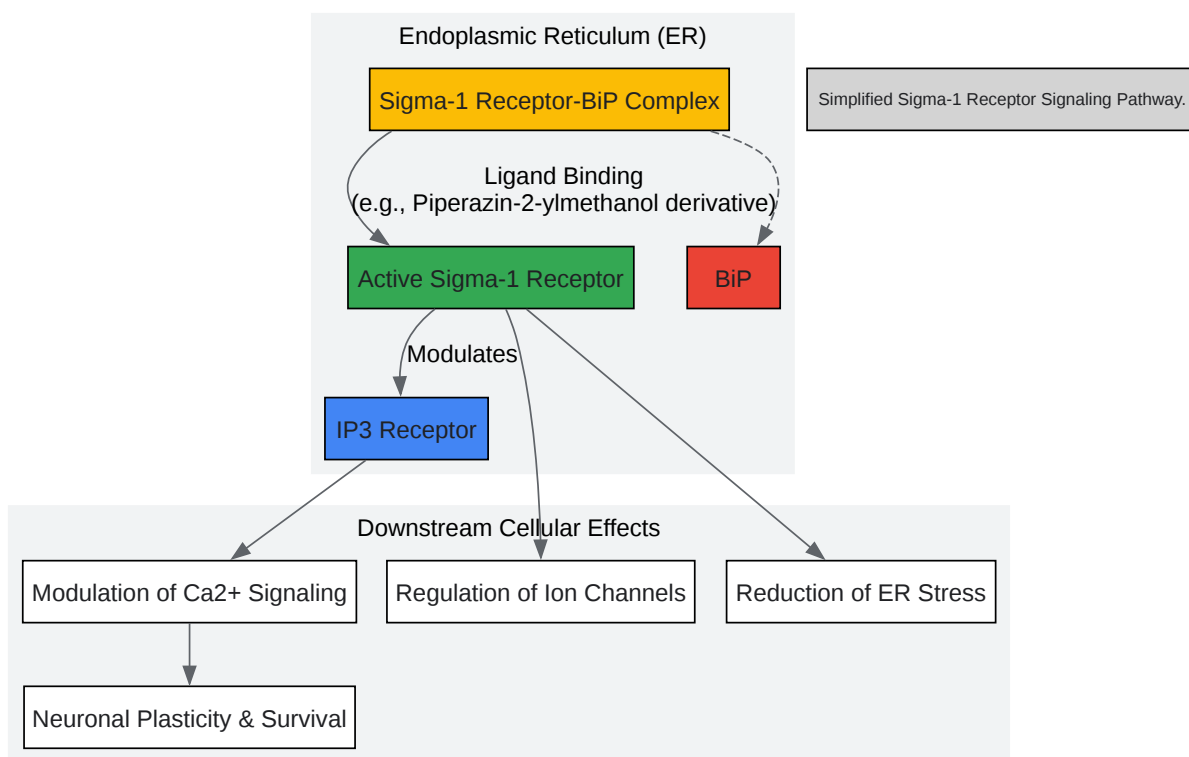 Endoplasmic Reticulum (ER)
Sigma-1 Receptor-BiP Complex
Simplified Sigma-1 Receptor Signaling Pathway.
Ligand Binding
(e.g., Piperazin-2-ylmethanol derivative)
Active Sigma-1 Receptor
BiP
Modulates
IP3 Receptor
Downstream Cellular Effects
Modulation of Ca2+ Signaling
Regulation of Ion Channels
Reduction of ER Stress
Neuronal Plasticity & Survival